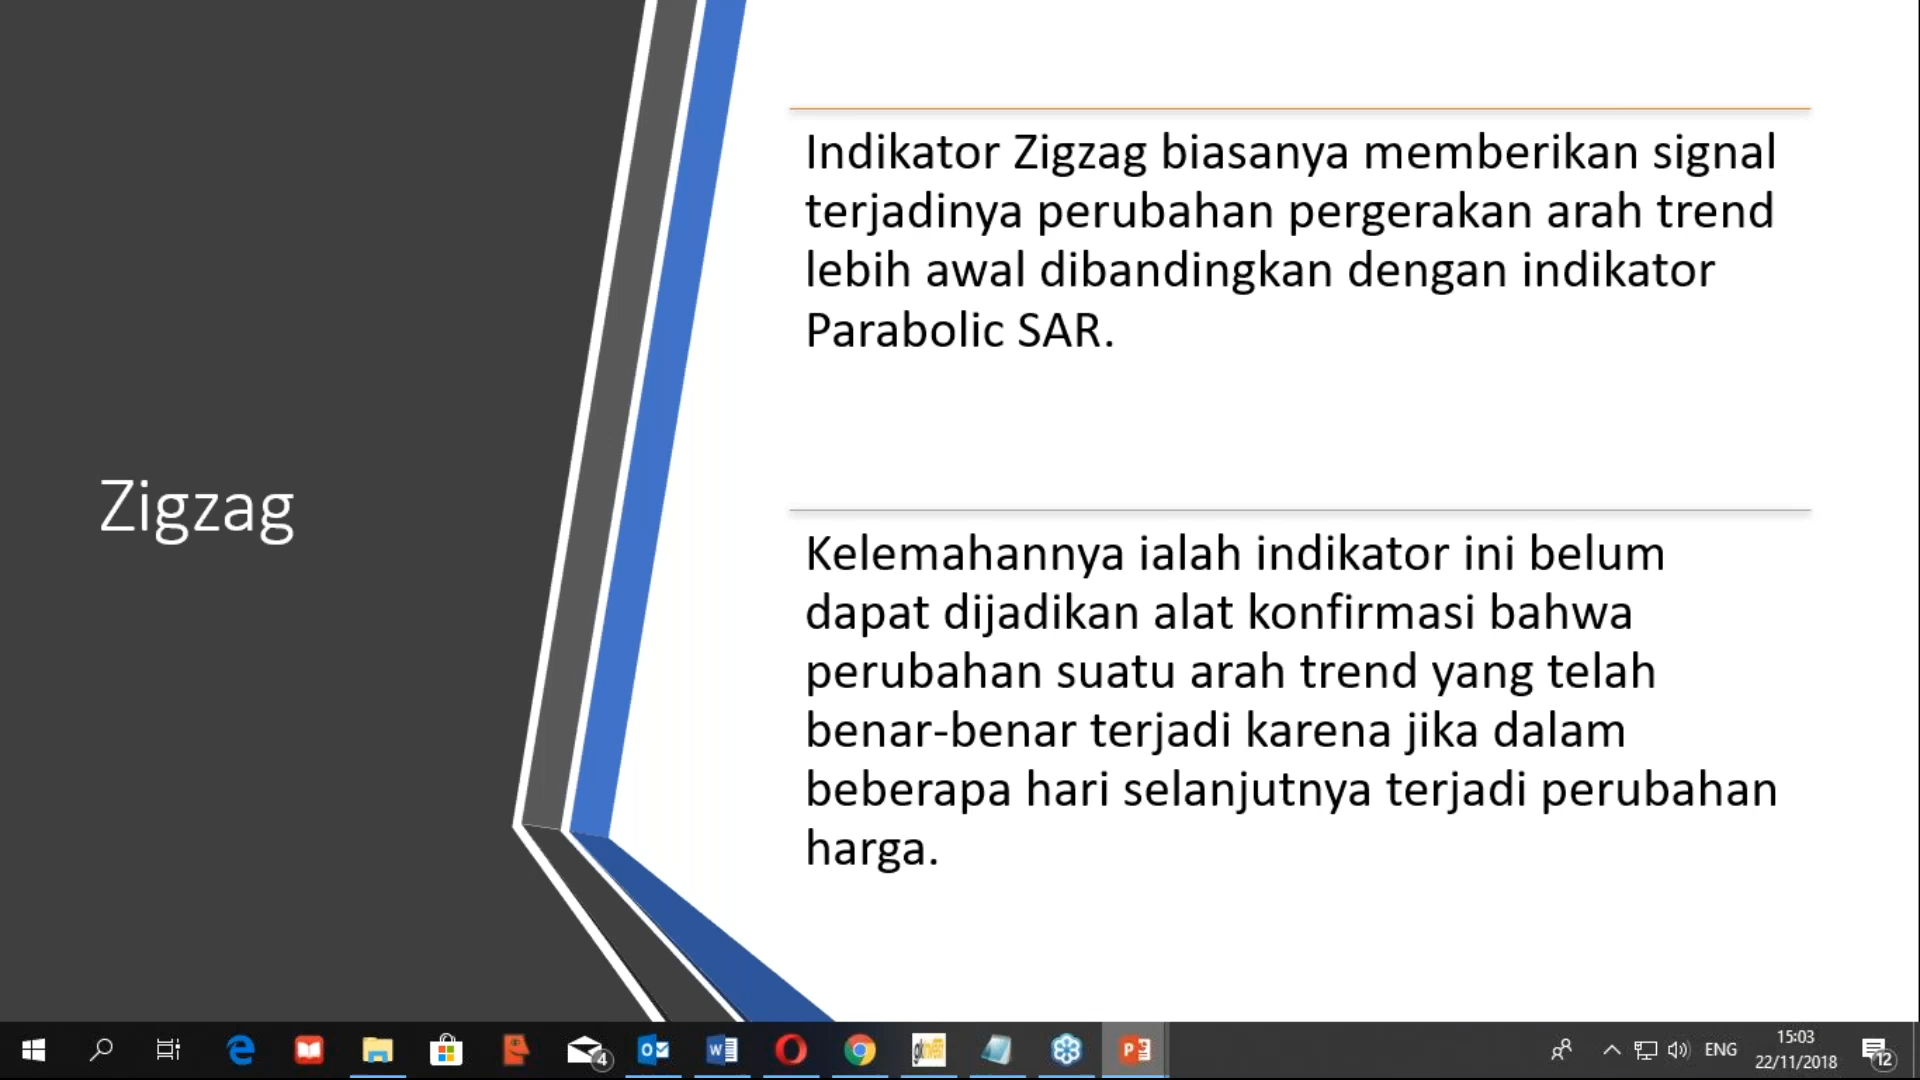 Zigzag
Indikator Zigzag biasanya memberikan signal
terjadinya perubahan pergerakan arah trend
lebih awal dibandingkan dengan indikator
Parabolic SAR.
Kelemahannya ialah indikator ini belum
dapat dijadikan alat konfirmasi bahwa
perubahan suatu arah trend yang telah
benar-benar terjadi karena jika dalam
beberapa hari selanjutnya terjadi perubahan
harga.
4
ENG
15:03
22/11/2018
12